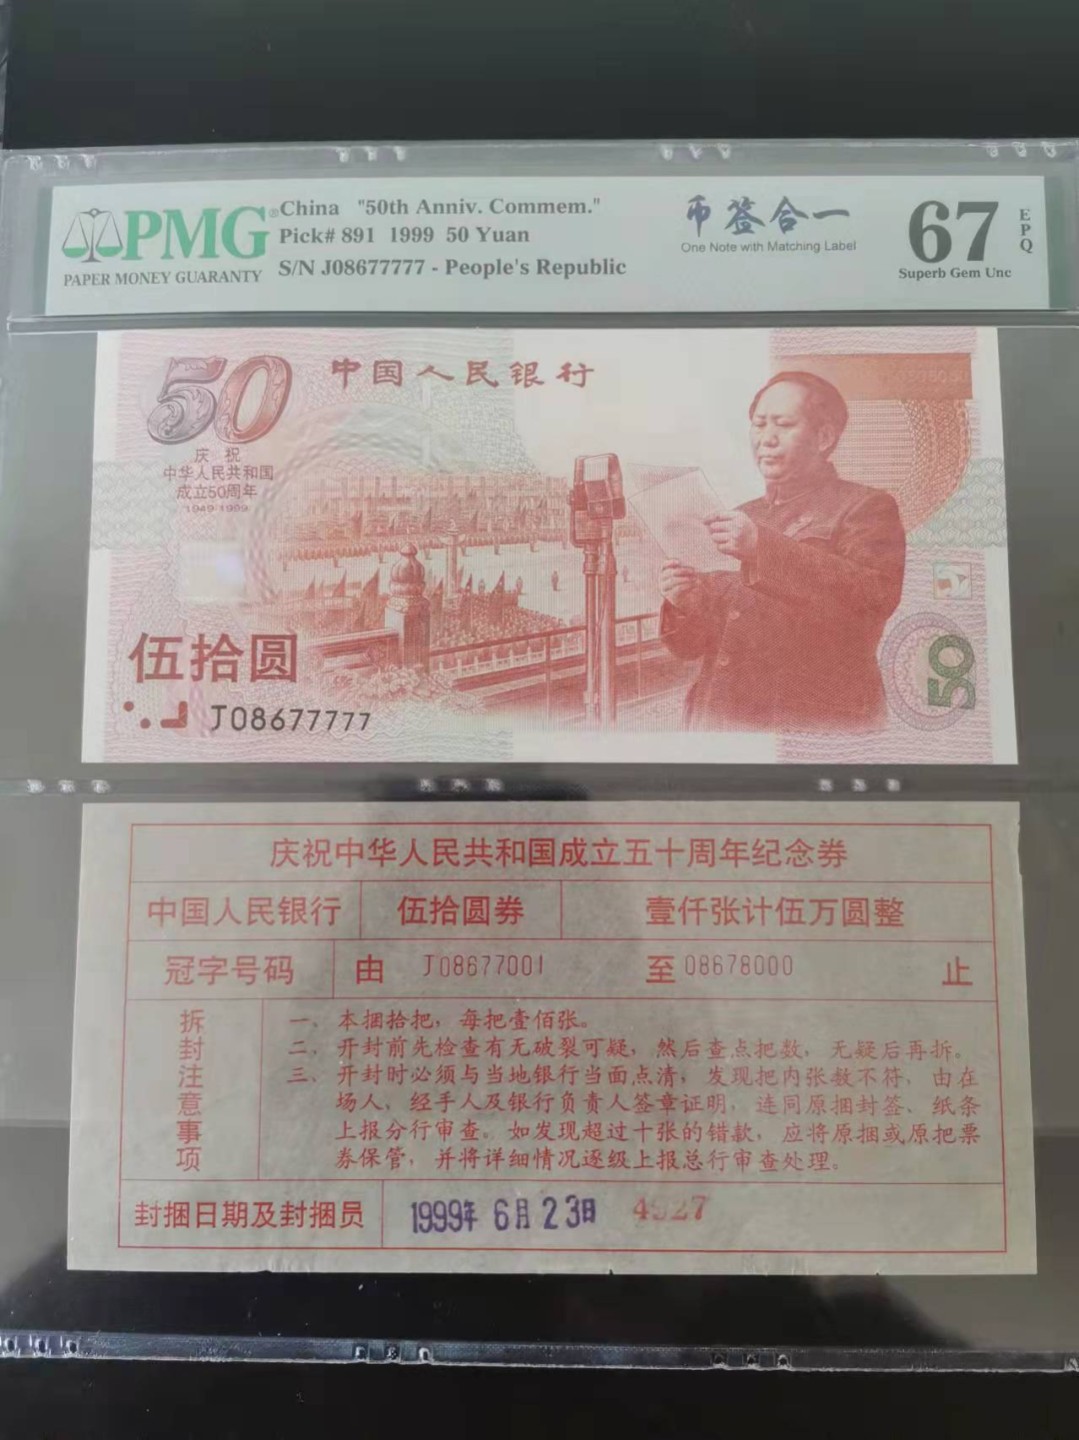 PMG®
PAPER MONEY GUARANTY
China "50th Anniv. Commem."
Pick# 891 1999 50 Yuan
S/N J08677777 - People's Republic
币签合一
One Note with Matching Label
67
EPQ
Superb Gem Unc
50
中国人民银行
庆祝
中华人民共和国
成立50周年
1949-1999
伍拾圆
J08677777
50
庆祝中华人民共和国成立五十周年纪念券
中国人民银行 伍拾圆券 壹仟张计伍万圆整
冠字号码 由 J08677001 至 08678000 止
拆封注意事项
一、本捆拾把，每把壹佰张。
二、开封前先检查有无破裂可疑，然后查点把数，无疑后再拆。
三、开封时必须与当地银行当面点清，发现把内张数不符，由在
场人，经手人及银行负责人签章证明，连同原捆封签、纸条
上报分行审查。如发现超过十张的错款，应将原捆或原把票
券保管，并将详细情况逐级上报总行审查处理。
封捆日期及封捆员 1999年 6月 23日 4927